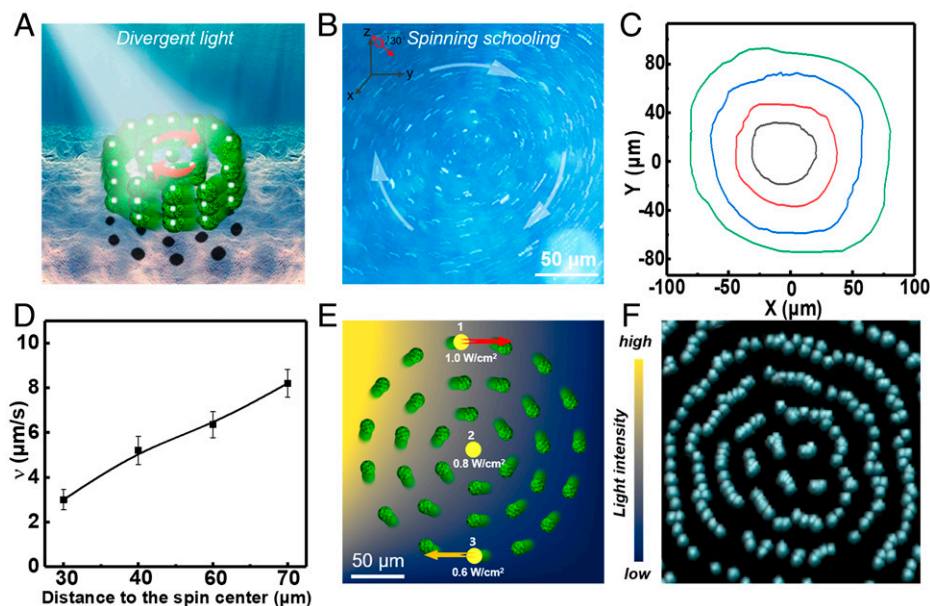 A
Divergent light
B
Spinning schooling
z
30
y
x
50 μm
C
Y (μm)
80
40
0
-40
-80
-100
-50
0
50
100
X (μm)
D
v (μm/s)
10
8
6
4
2
0
30
40
60
70
Distance to the spin center (μm)
E
1
1.0 W/cm²
2
0.8 W/cm²
3
0.6 W/cm²
50 μm
high
Light intensity
low
F